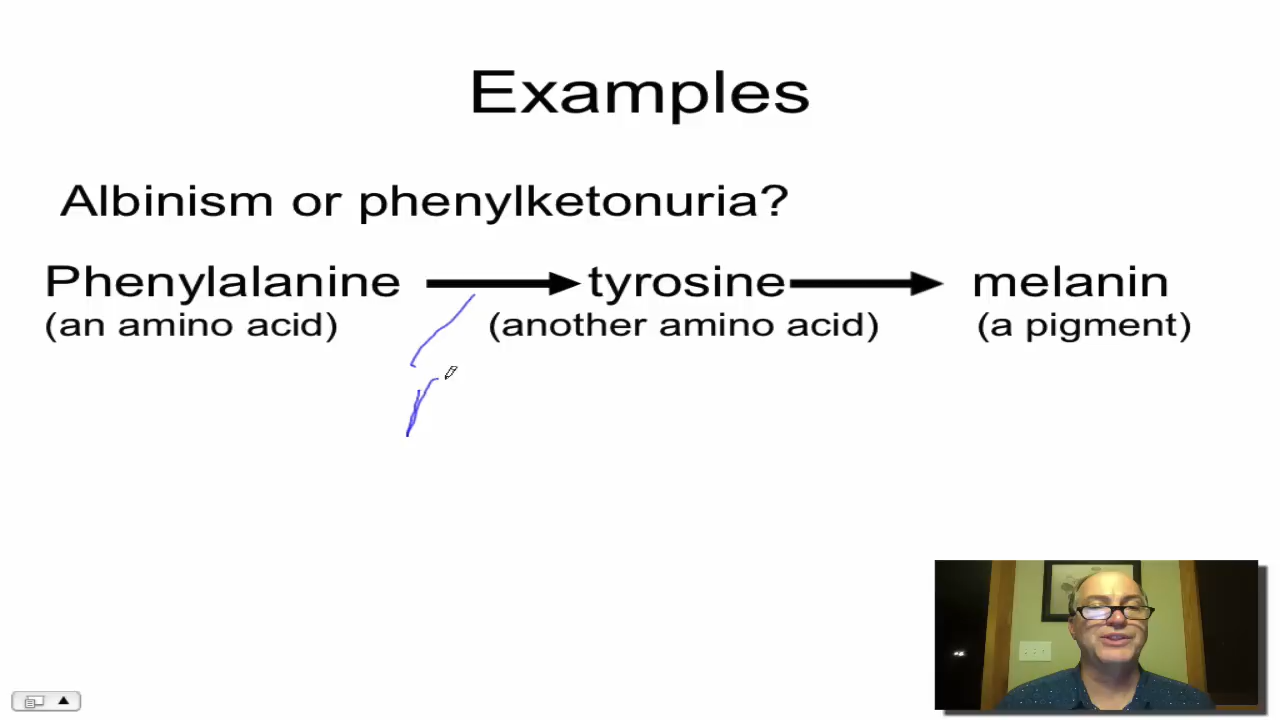 Examples
Albinism or phenylketonuria?
Phenylalanine tyrosine melanin
(an amino acid) (another amino acid) (a pigment)